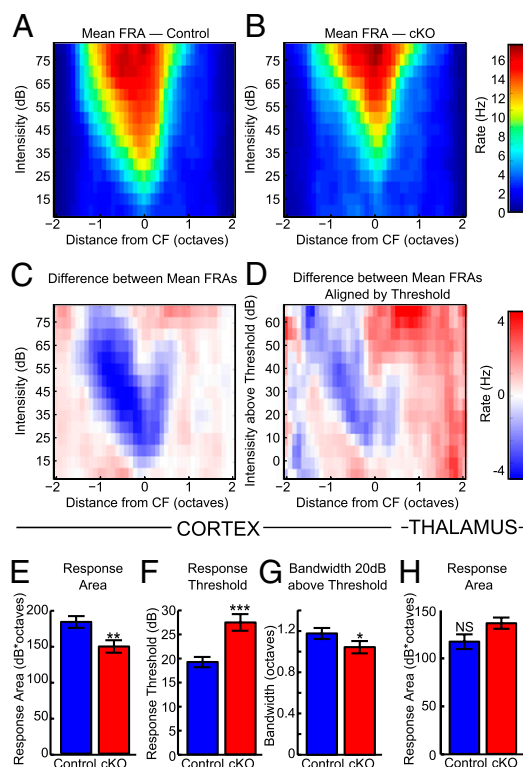 A
Mean FRA — Control
Intensisity (dB)
75
65
55
45
35
25
15
−2 −1 0 1 2
Distance from CF (octaves)
B
Mean FRA — cKO
Intensisity (dB)
75
65
55
45
35
25
15
−2 −1 0 1 2
Distance from CF (octaves)
Rate (Hz)
16
14
12
10
8
6
4
2
0
C
Difference between Mean FRAs
Intensisity (dB)
75
65
55
45
35
25
15
−2 −1 0 1 2
Distance from CF (octaves)
D
Difference between Mean FRAs
Aligned by Threshold
Intensisity above Threshold (dB)
60
50
40
30
20
10
0
−2 −1 0 1 2
Distance from CF (octaves)
Rate (Hz)
4
0
-4
CORTEX
THALAMUS
E
Response
Area
Response Area (dB*octaves)
200
150
100
50
0
**
Control cKO
F
Response
Threshold
Response Threshold (dB)
30
25
20
15
10
5
0
***
Control cKO
G
Bandwidth 20dB
above Threshold
Bandwidth (octaves)
1.2
.8
.4
0
*
Control cKO
H
Response
Area
Response Area (dB*octaves)
150
100
50
0
NS
Control cKO